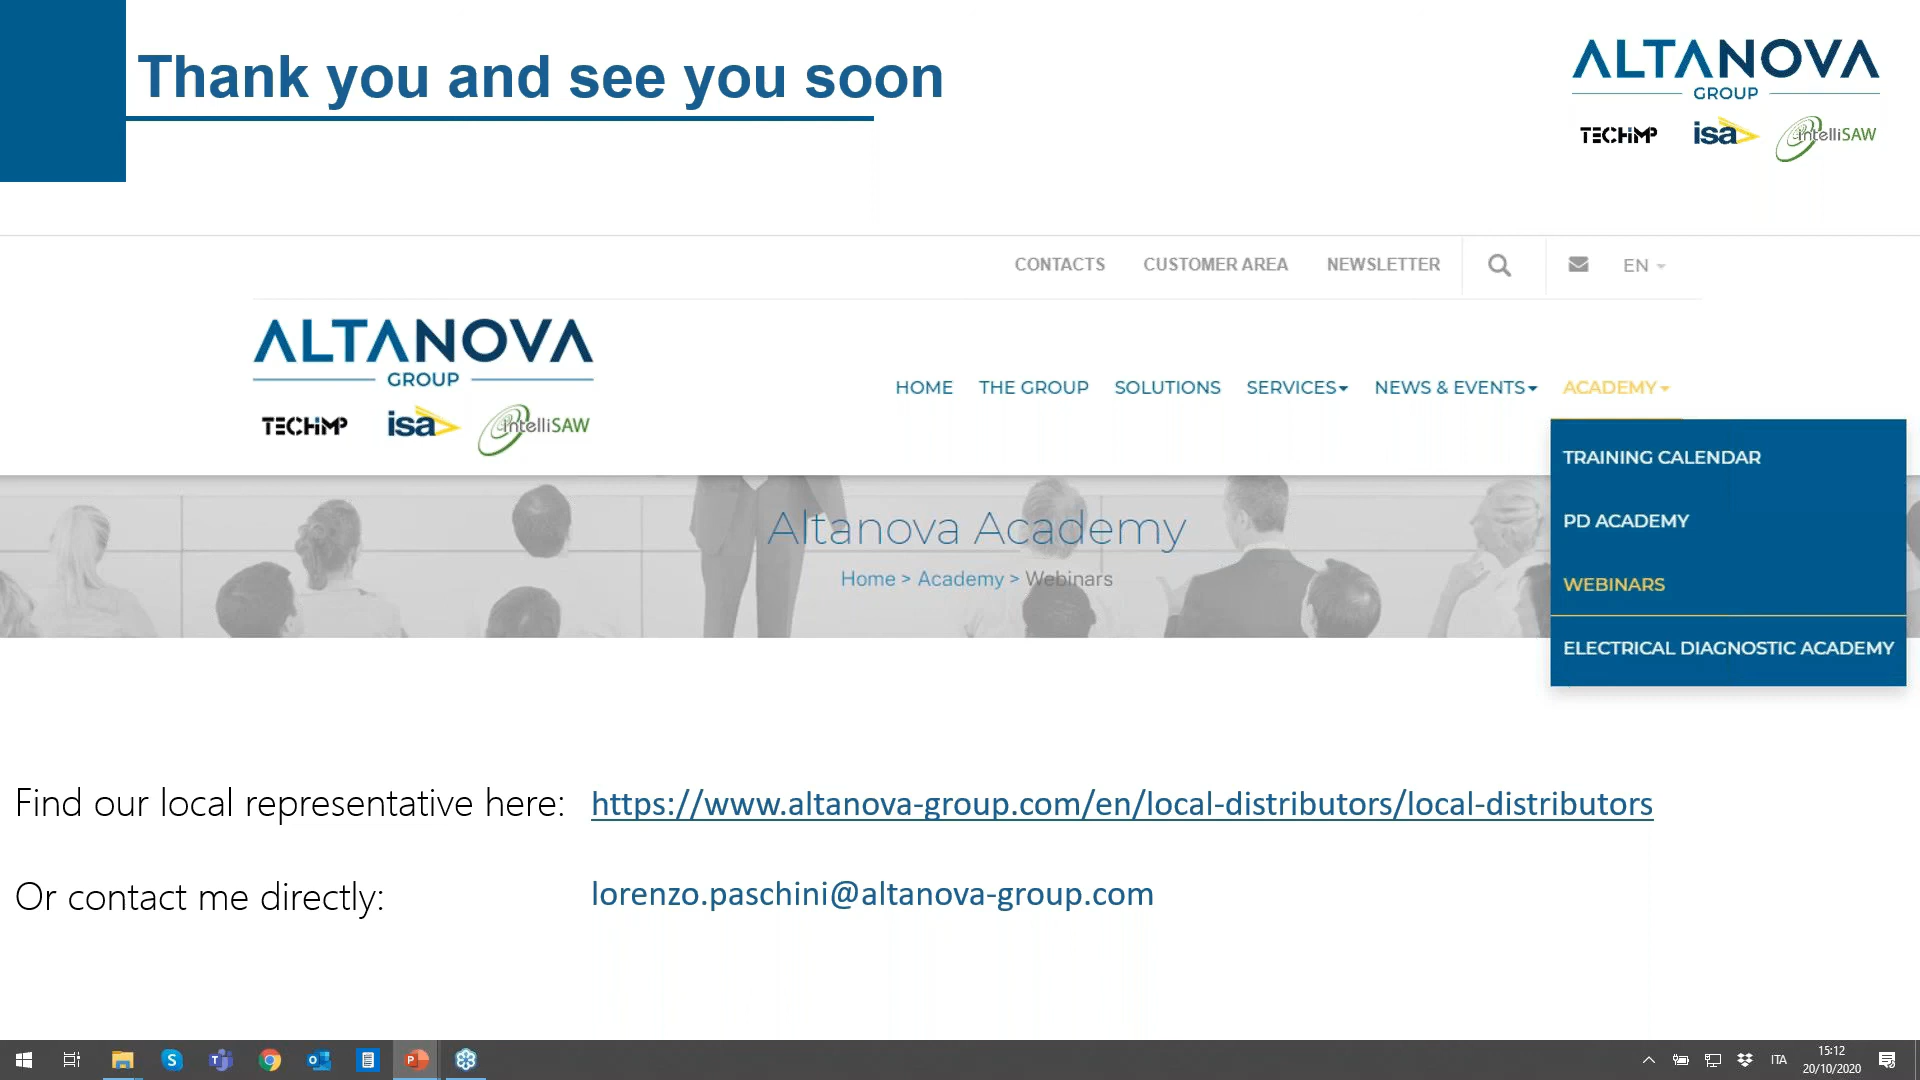 Thank you and see you soon
ALTANOVA
GROUP
TECHIMP isa intelliSAW
CONTACTS CUSTOMER AREA NEWSLETTER EN
ALTANOVA
GROUP
TECHIMP isa intelliSAW
HOME THE GROUP SOLUTIONS SERVICES NEWS & EVENTS ACADEMY
TRAINING CALENDAR
PD ACADEMY
WEBINARS
ELECTRICAL DIAGNOSTIC ACADEMY
Altanova Academy
Home > Academy > Webinars
Find our local representative here: https://www.altanova-group.com/en/local-distributors/local-distributors
Or contact me directly: lorenzo.paschini@altanova-group.com
ITA
15:12
20/10/2020